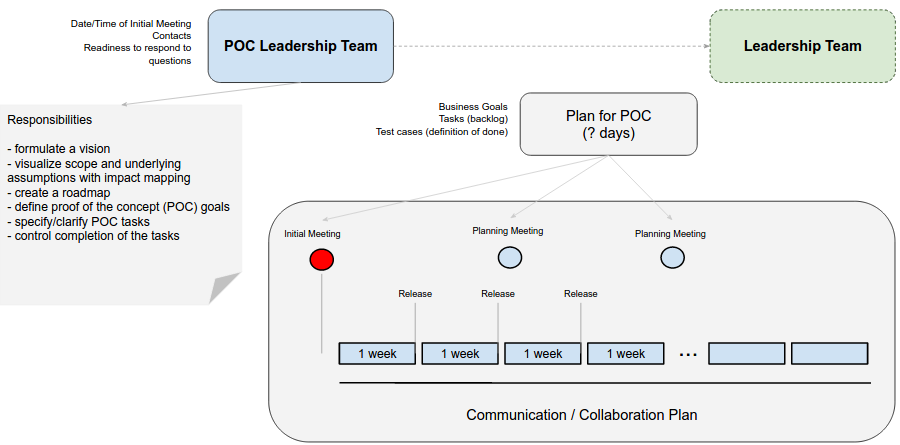 Date/Time of Initial Meeting
Contacts
Readiness to respond to
questions
POC Leadership Team
Leadership Team
Responsibilities
- formulate a vision
- visualize scope and underlying
assumptions with impact mapping
- create a roadmap
- define proof of the concept (POC) goals
- specify/clarify POC tasks
- control completion of the tasks
Business Goals
Tasks (backlog)
Test cases (definition of done)
Plan for POC
(? days)
Initial Meeting
Planning Meeting
Planning Meeting
Release
Release
Release
1 week
1 week
1 week
1 week
...
Communication / Collaboration Plan